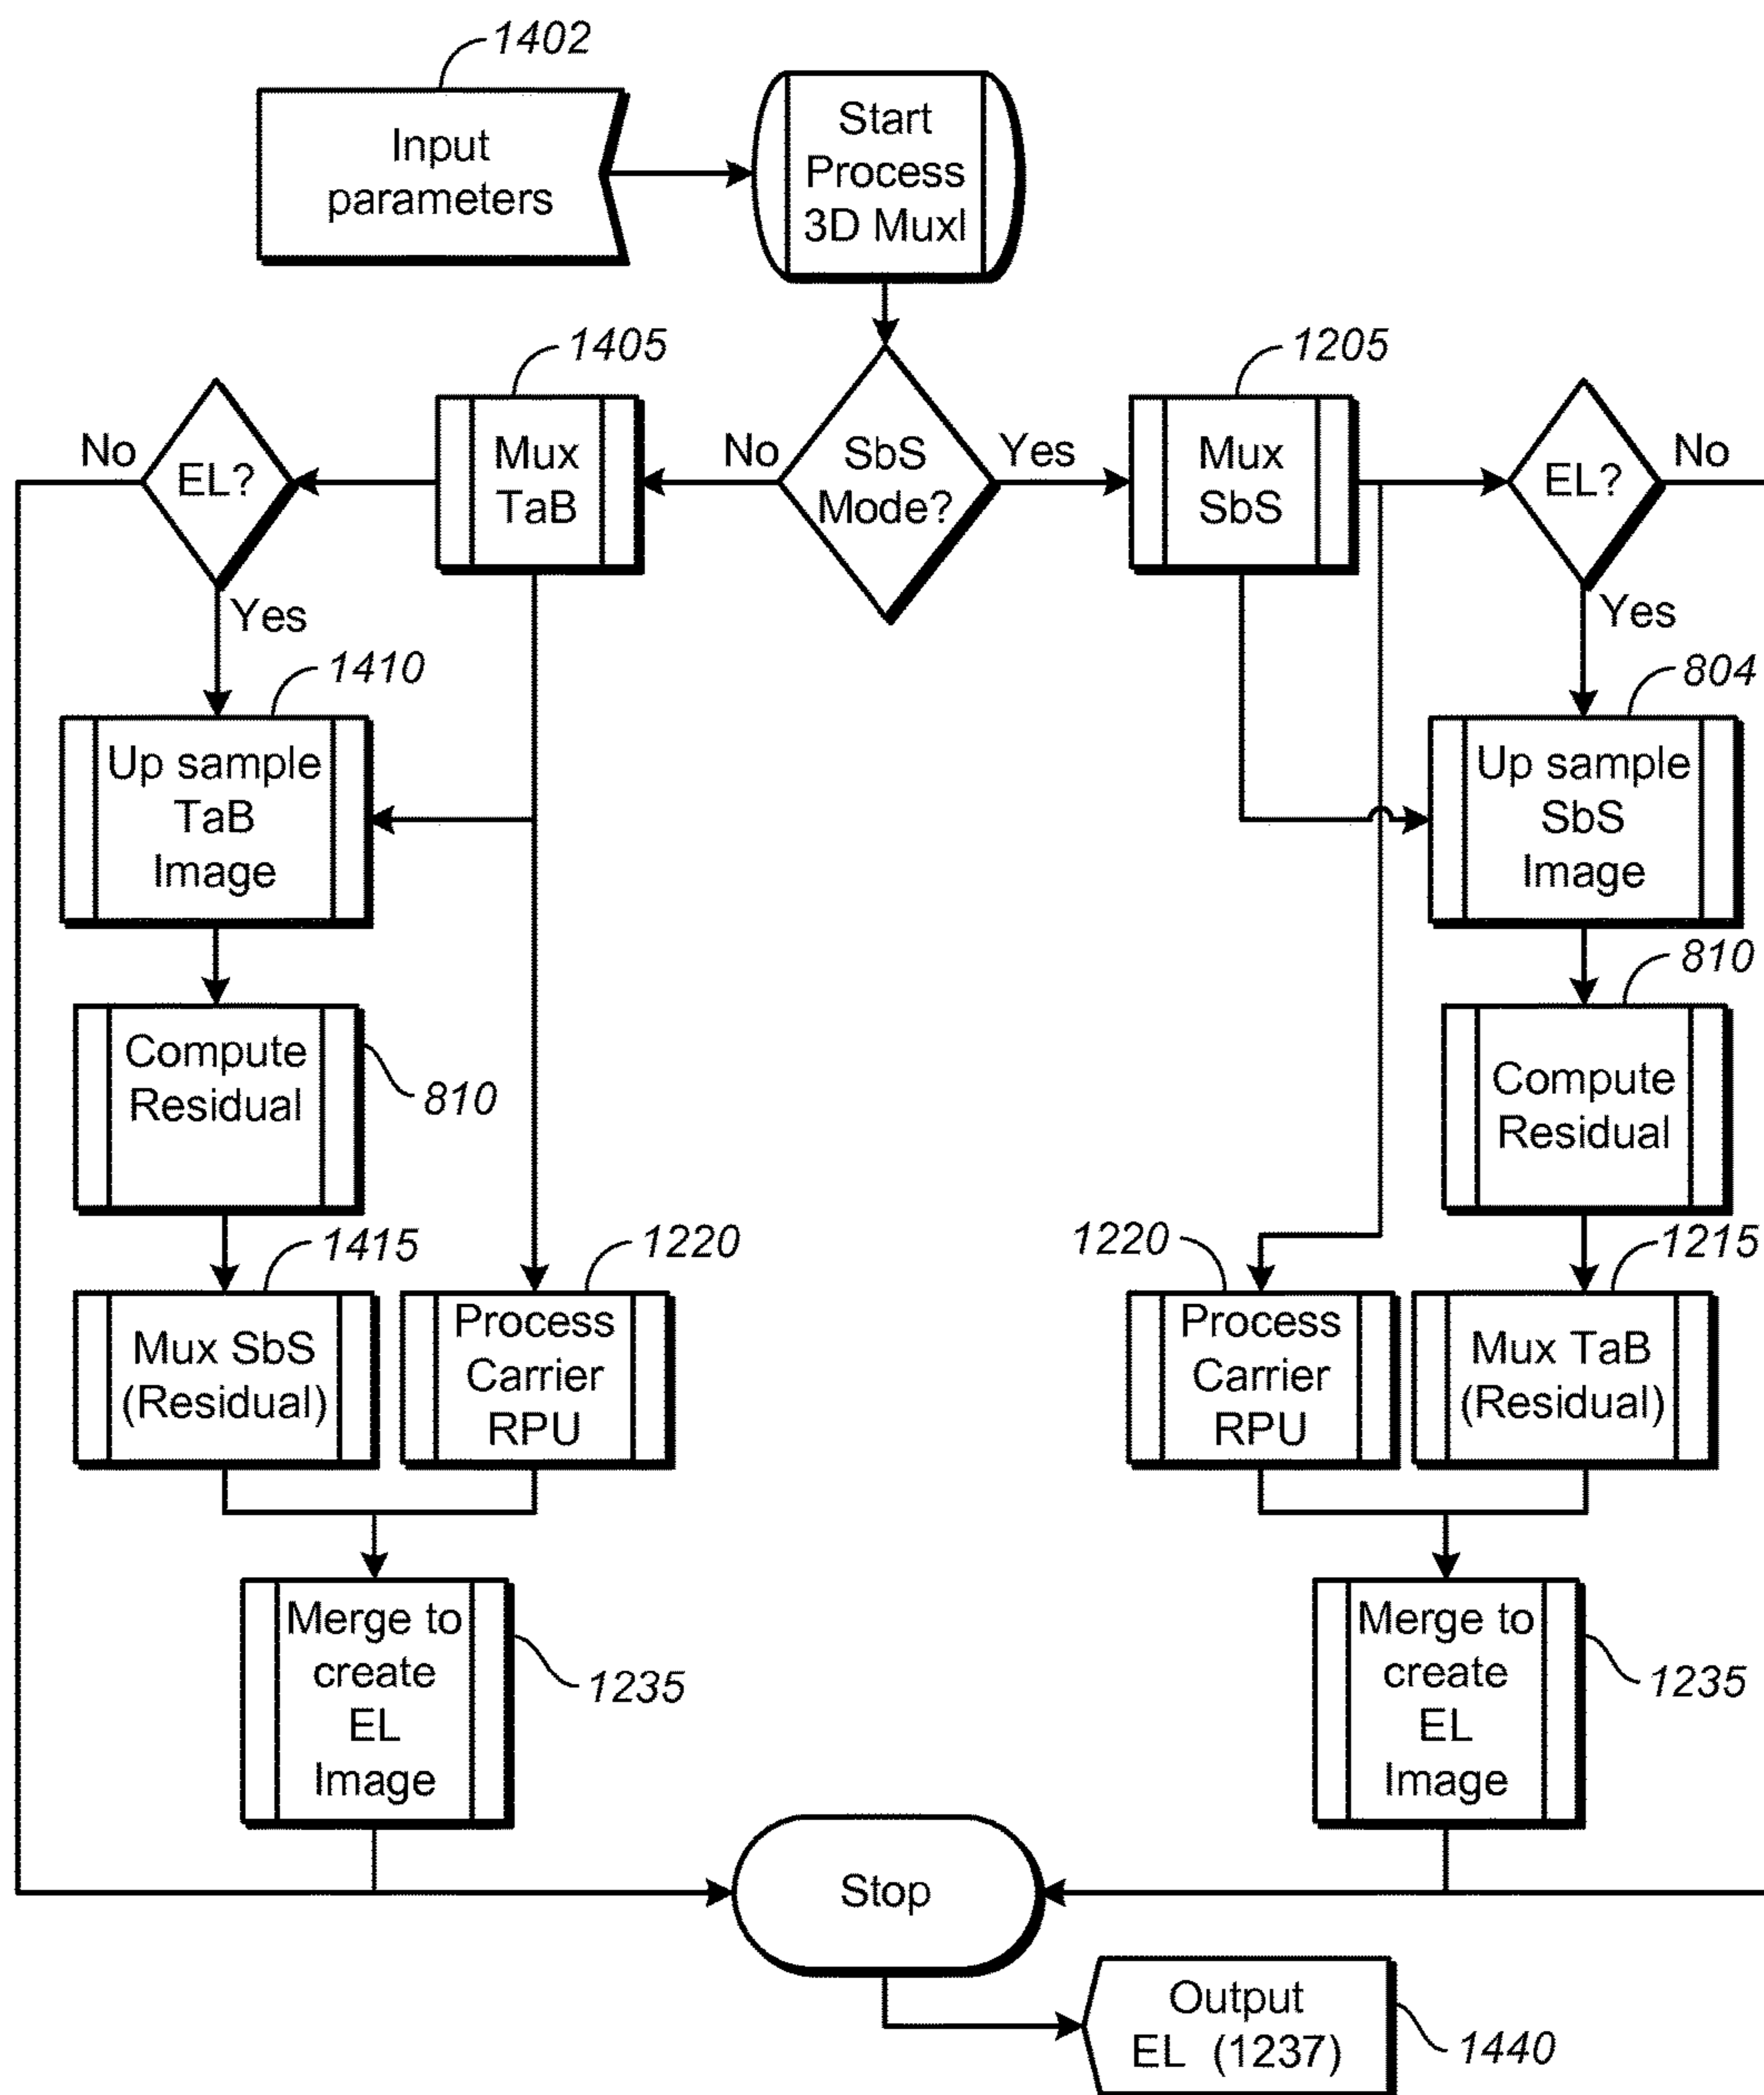 1402
Input
parameters
Start
Process
3D Muxl
1405
1205
No
EL?
Mux
TaB
No
SbS
Mode?
Yes
Mux
SbS
EL?
No
Yes
Yes
1410
804
Up sample
TaB
Image
Up sample
SbS
Image
810
Compute
Residual
810
Compute
Residual
1415
1220
1220
1215
Mux SbS
(Residual)
Process
Carrier
RPU
Process
Carrier
RPU
Mux TaB
(Residual)
Merge to
create
EL
Image
1235
Merge to
create
EL
Image
1235
Stop
Output
EL (1237)
1440